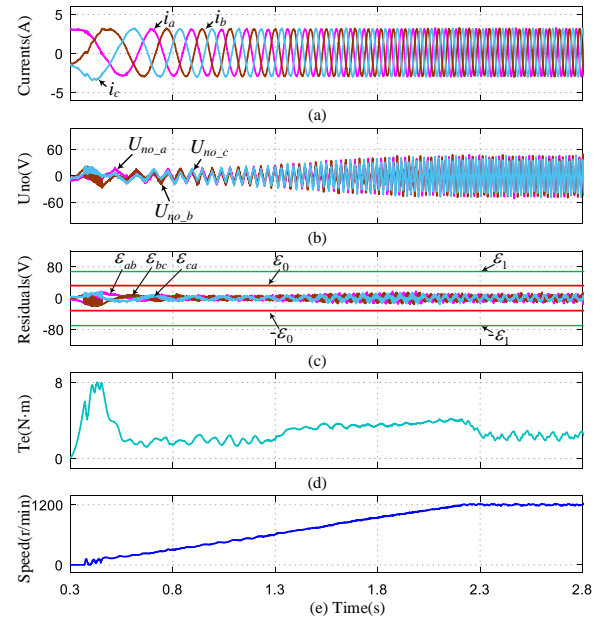 Currents(A)
5
0
-5
i_a
i_b
i_c
(a)
Uno(V)
60
0
-60
U_no_a
U_no_c
U_no_b
(b)
Residuals(V)
80
0
-80
ε_ab
ε_bc
ε_ca
ε_0
ε_1
-ε_0
-ε_1
(c)
Te(N·m)
8
0
(d)
Speed(r/min)
1200
0
0.3 0.8 1.3 1.8 2.3 2.8
(e) Time(s)